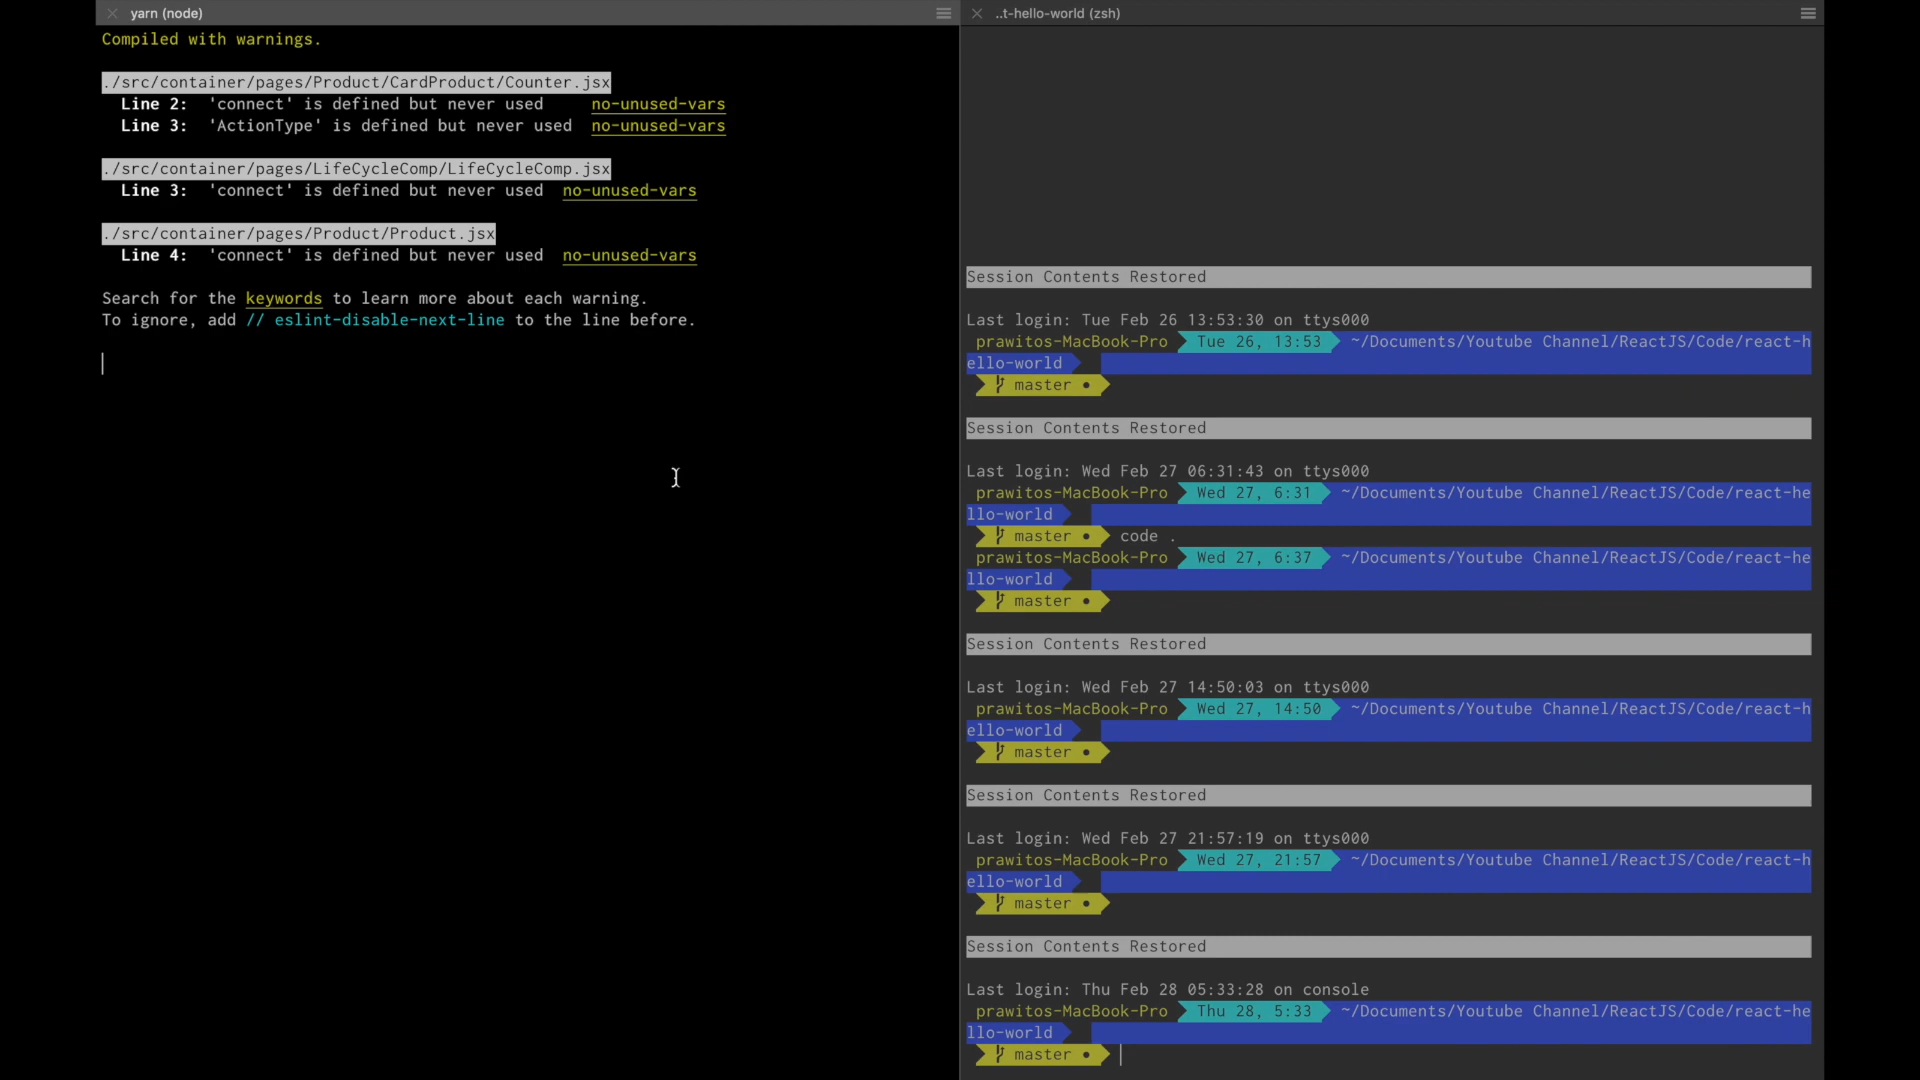 yarn (node)
Compiled with warnings.
./src/container/pages/Product/CardProduct/Counter.jsx
Line 2: 'connect' is defined but never used no-unused-vars
Line 3: 'ActionType' is defined but never used no-unused-vars
./src/container/pages/LifeCycleComp/LifeCycleComp.jsx
Line 3: 'connect' is defined but never used no-unused-vars
./src/container/pages/Product/Product.jsx
Line 4: 'connect' is defined but never used no-unused-vars
Search for the keywords to learn more about each warning.
To ignore, add // eslint-disable-next-line to the line before.
..t-hello-world (zsh)
Session Contents Restored
Last login: Tue Feb 26 13:53:30 on ttys000
prawitos-MacBook-Pro Tue 26, 13:53 ~/Documents/Youtube Channel/ReactJS/Code/react-h
ello-world
master •
Session Contents Restored
Last login: Wed Feb 27 06:31:43 on ttys000
prawitos-MacBook-Pro Wed 27, 6:31 ~/Documents/Youtube Channel/ReactJS/Code/react-he
llo-world
master • code .
prawitos-MacBook-Pro Wed 27, 6:37 ~/Documents/Youtube Channel/ReactJS/Code/react-he
llo-world
master •
Session Contents Restored
Last login: Wed Feb 27 14:50:03 on ttys000
prawitos-MacBook-Pro Wed 27, 14:50 ~/Documents/Youtube Channel/ReactJS/Code/react-h
ello-world
master •
Session Contents Restored
Last login: Wed Feb 27 21:57:19 on ttys000
prawitos-MacBook-Pro Wed 27, 21:57 ~/Documents/Youtube Channel/ReactJS/Code/react-h
ello-world
master •
Session Contents Restored
Last login: Thu Feb 28 05:33:28 on console
prawitos-MacBook-Pro Thu 28, 5:33 ~/Documents/Youtube Channel/ReactJS/Code/react-he
llo-world
master •